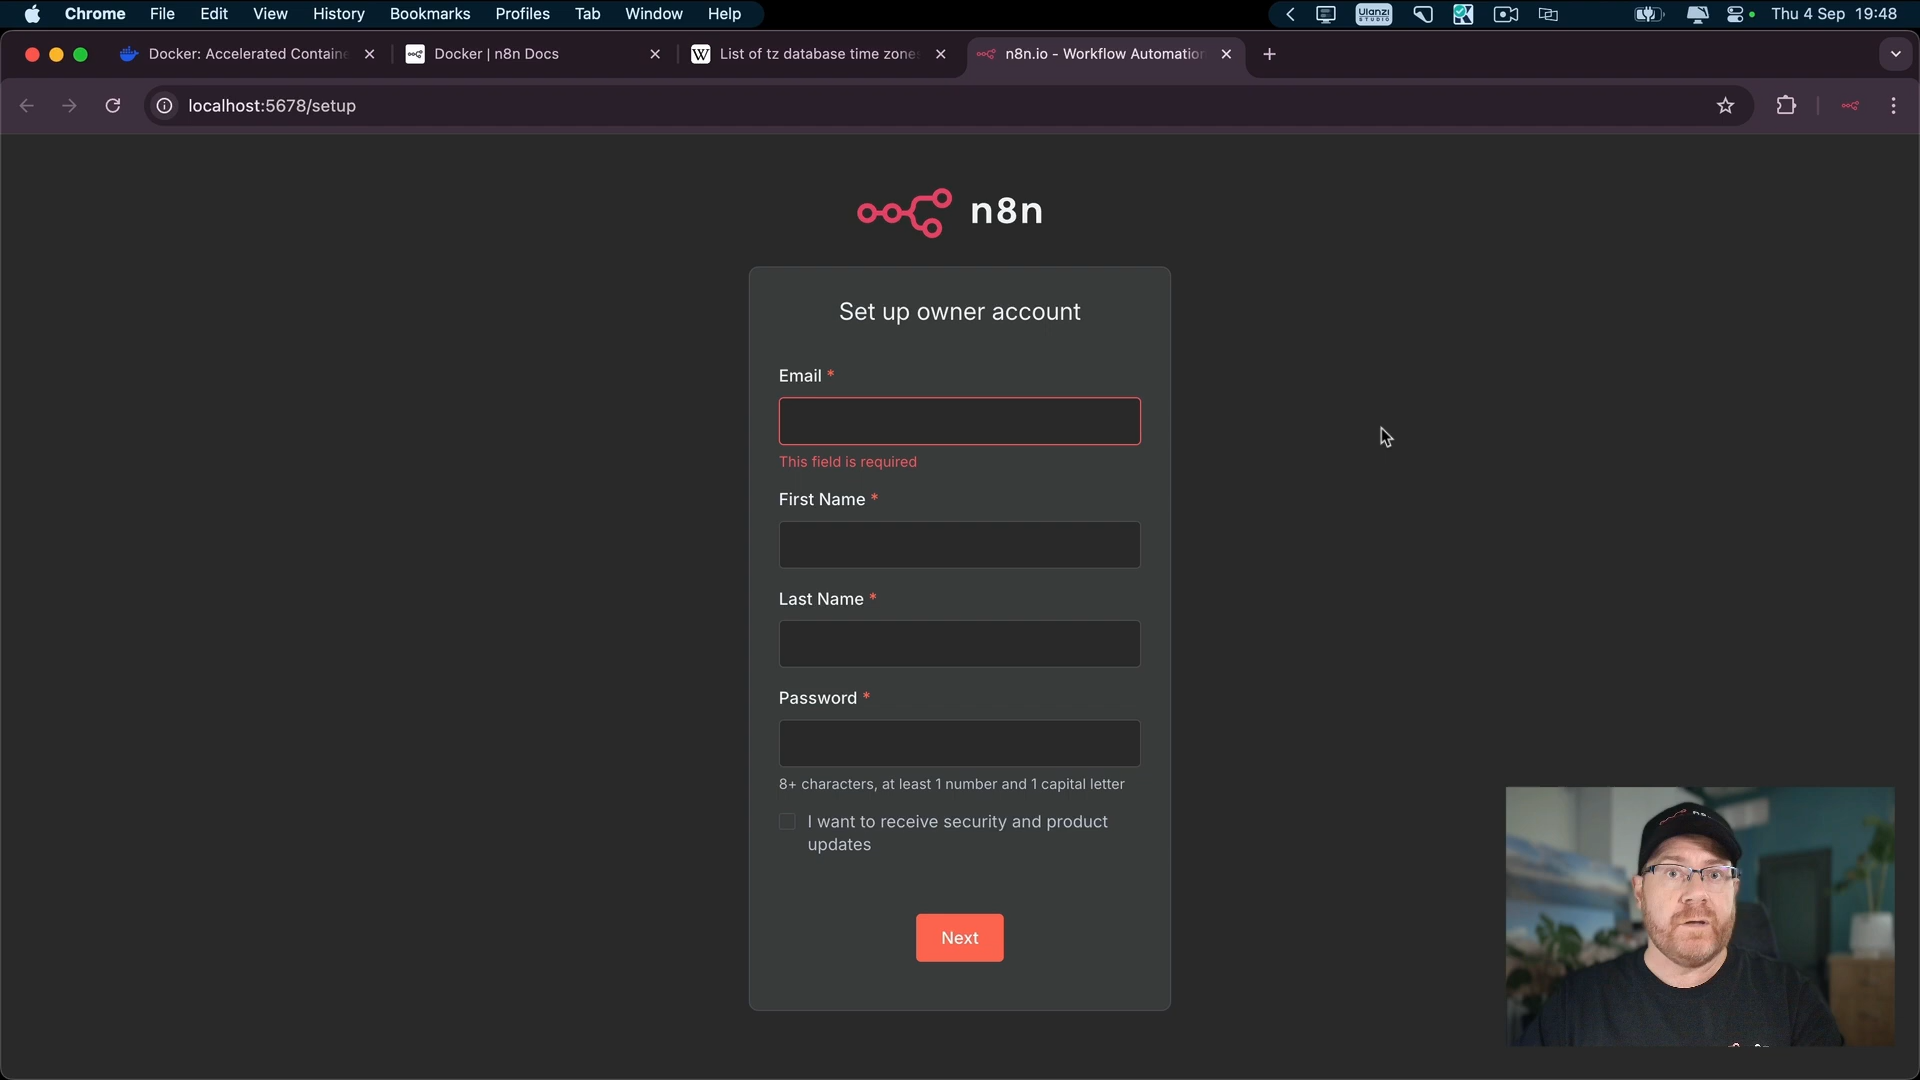 Chrome File Edit View History Bookmarks Profiles Tab Window Help Ulanzi STUDIO Thu 4 Sep 19:48
Docker: Accelerated Containe Docker | n8n Docs List of tz database time zone n8n.io - Workflow Automation
localhost:5678/setup
n8n
Set up owner account
Email *
This field is required
First Name *
Last Name *
Password *
8+ characters, at least 1 number and 1 capital letter
I want to receive security and product
updates
Next